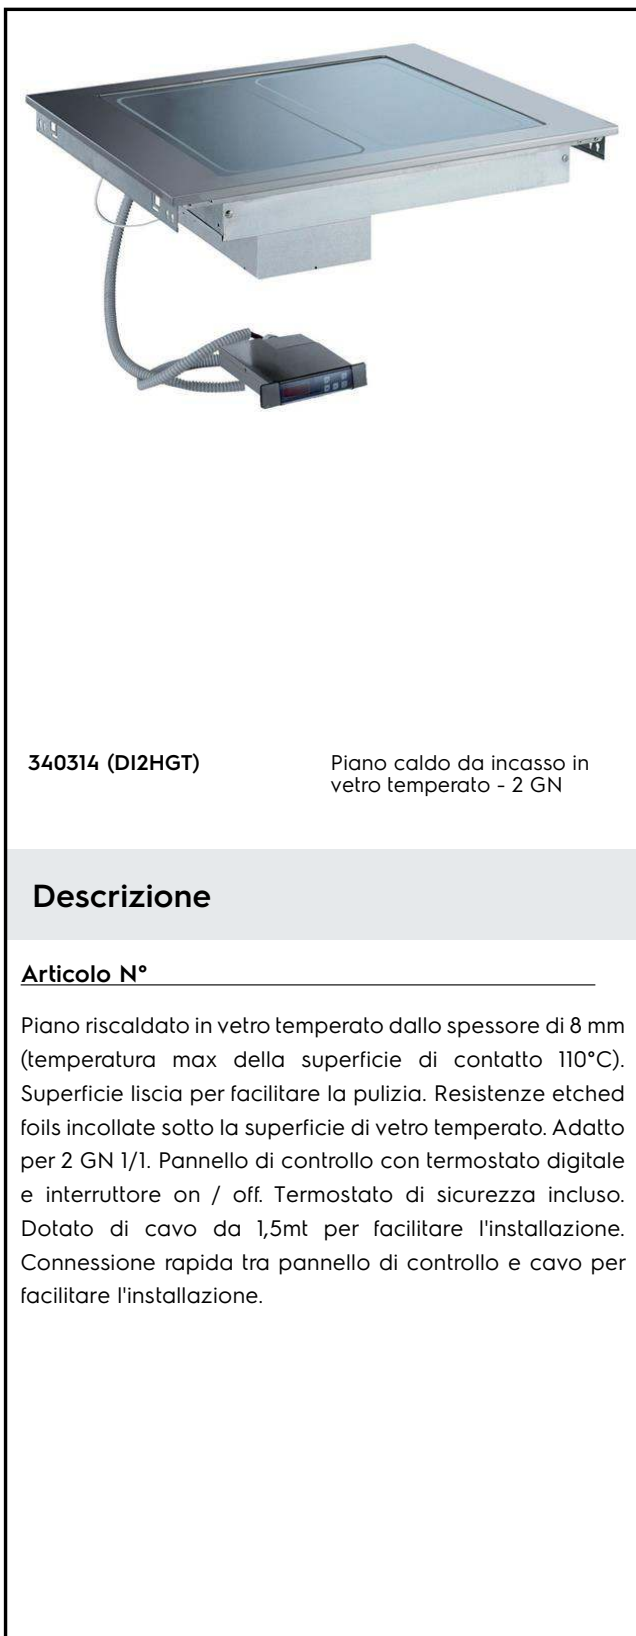 340314 (DI2HGT)
Piano caldo da incasso in
vetro temperato - 2 GN
Descrizione
Articolo N°
Piano riscaldato in vetro temperato dallo spessore di 8 mm
(temperatura max della superficie di contatto 110°C).
Superficie liscia per facilitare la pulizia. Resistenze etched
foils incollate sotto la superficie di vetro temperato. Adatto
per 2 GN 1/1. Pannello di controllo con termostato digitale
e interruttore on / off. Termostato di sicurezza incluso.
Dotato di cavo da 1,5mt per facilitare l'installazione.
Connessione rapida tra pannello di controllo e cavo per
facilitare l'installazione.